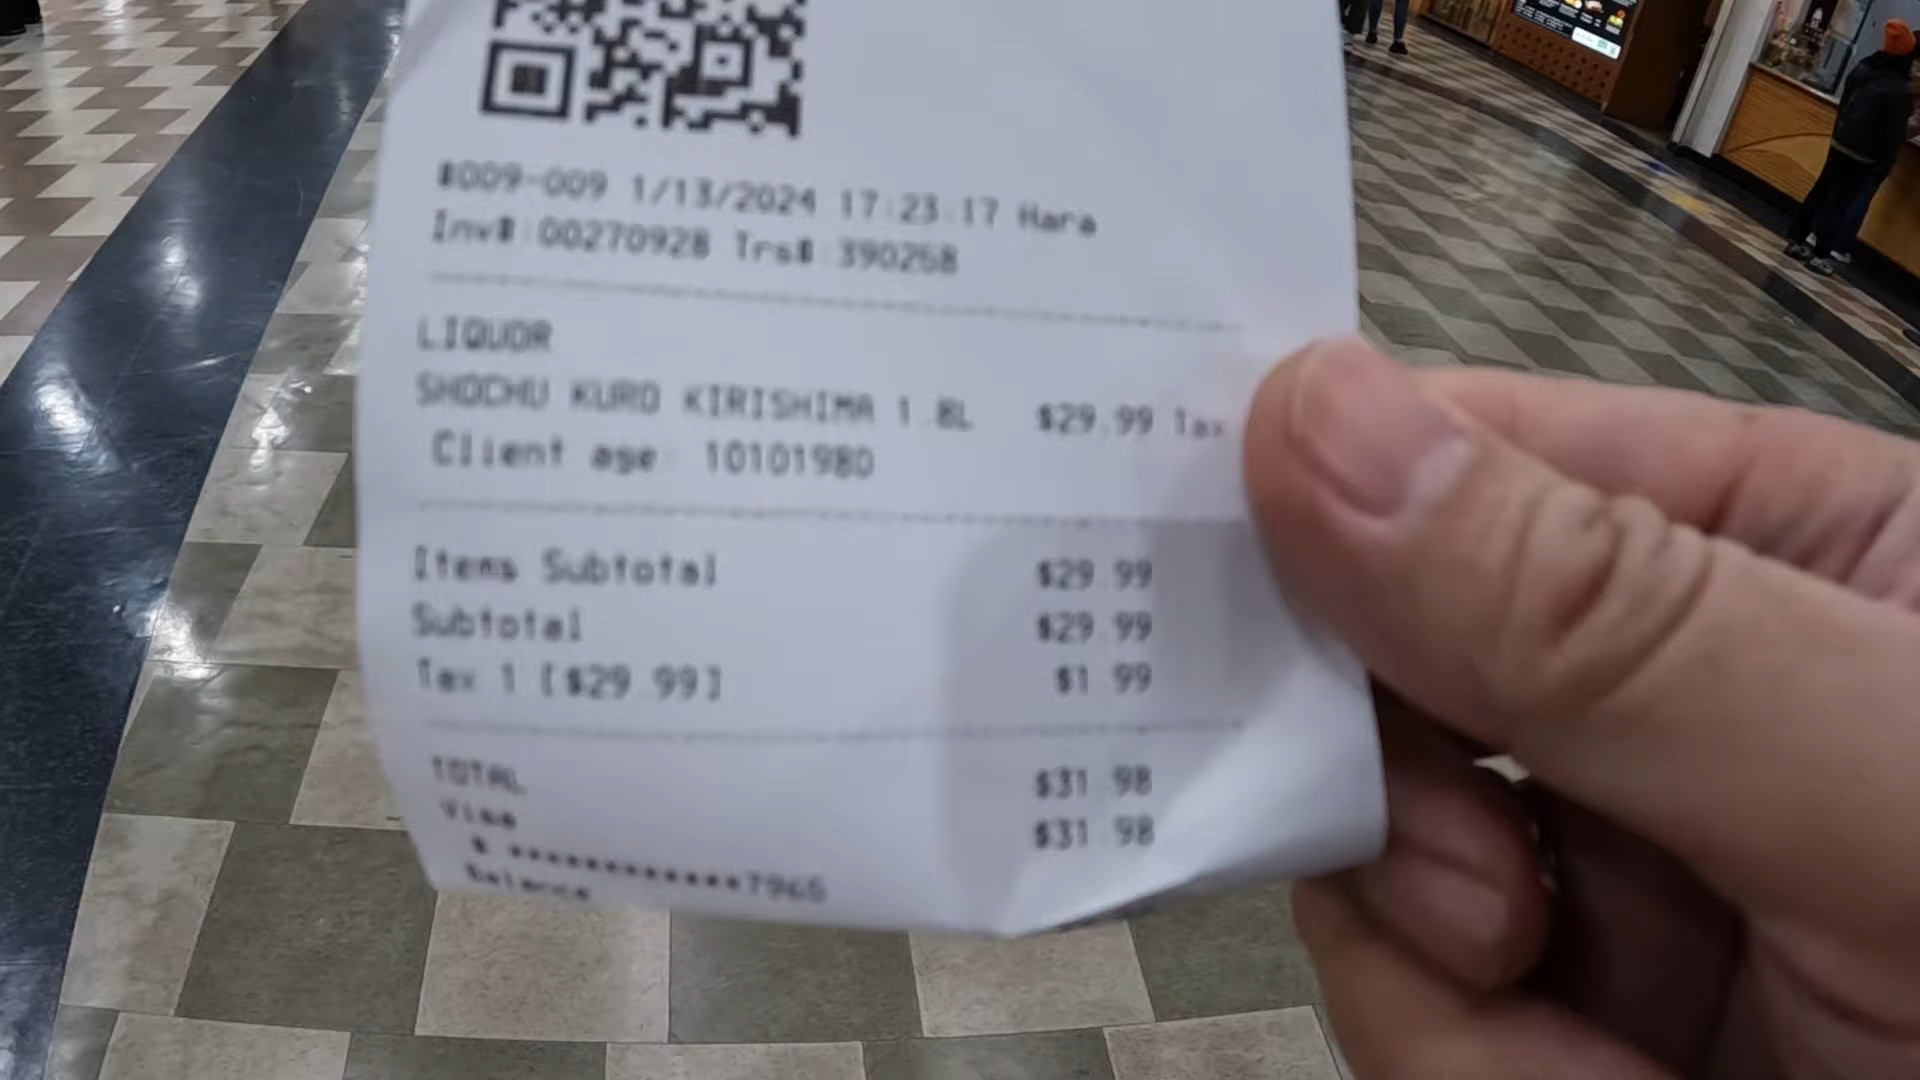 #009-009 1/13/2024 17:23:17 Hara
Inv#:00270928 Trs#:390268
LIQUOR
SHOCHU KURO KIRISHIMA 1.8L $29.99 Tax
Client age: 10101980
Items Subtotal $29.99
Subtotal $29.99
Tax 1 [$29.99] $1.99
TOTAL $31.98
Visa $31.98
# ************7965
Balance